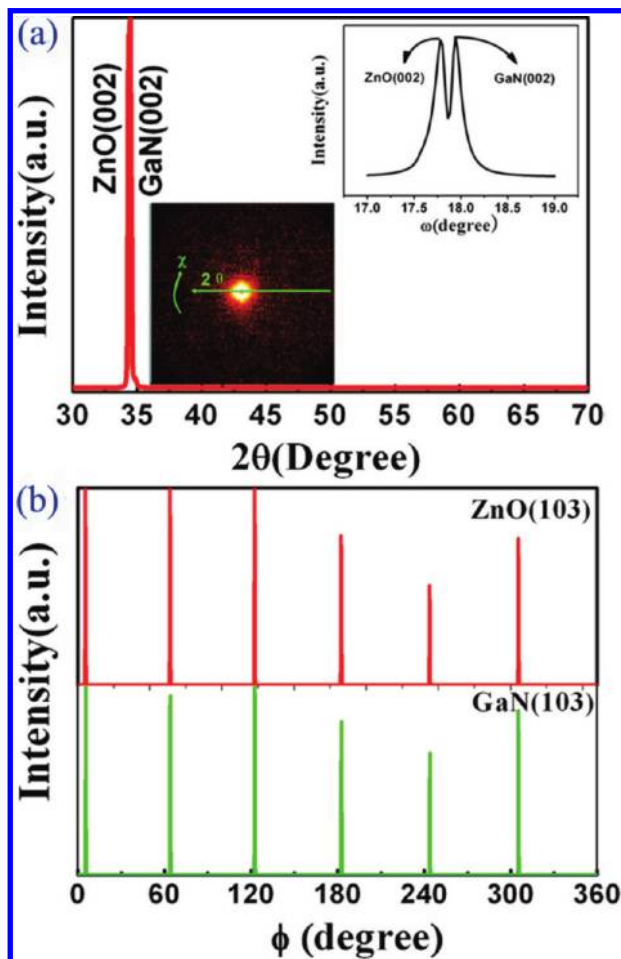 (a)
ZnO(002)
GaN(002)
Intensity(a.u.)
ZnO(002)
GaN(002)
Intensity(a.u.)
17.0 17.5 18.0 18.5 19.0
ω(degree)
χ
2 θ
30 35 40 45 50 55 60 65 70
2θ(Degree)
(b)
ZnO(103)
GaN(103)
Intensity(a.u.)
0 60 120 180 240 300 360
ϕ (degree)